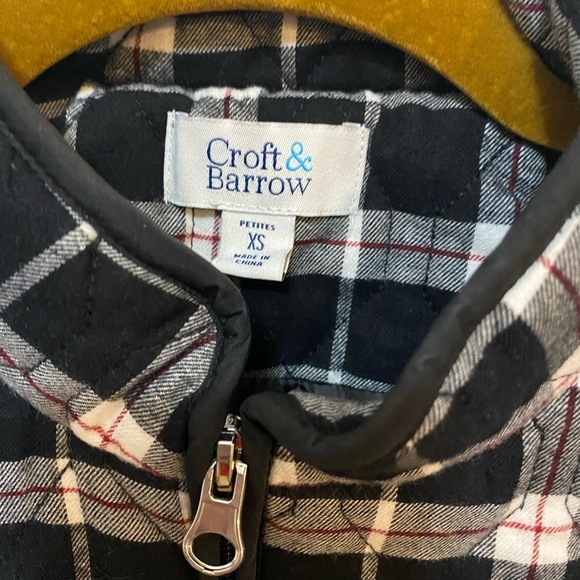 Croft&
Barrow
PETITES
XS
MADE IN
CHINA